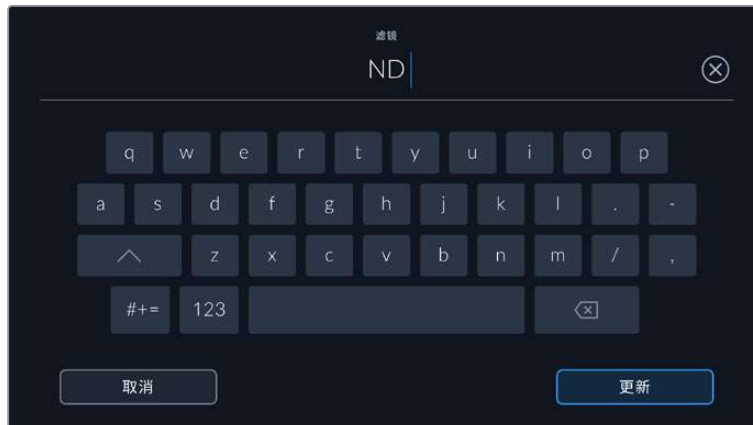 滤镜
ND
q w e r t y u i o p
a s d f g h j k l . -
z x c v b n m / ,
#+= 123
取消 更新